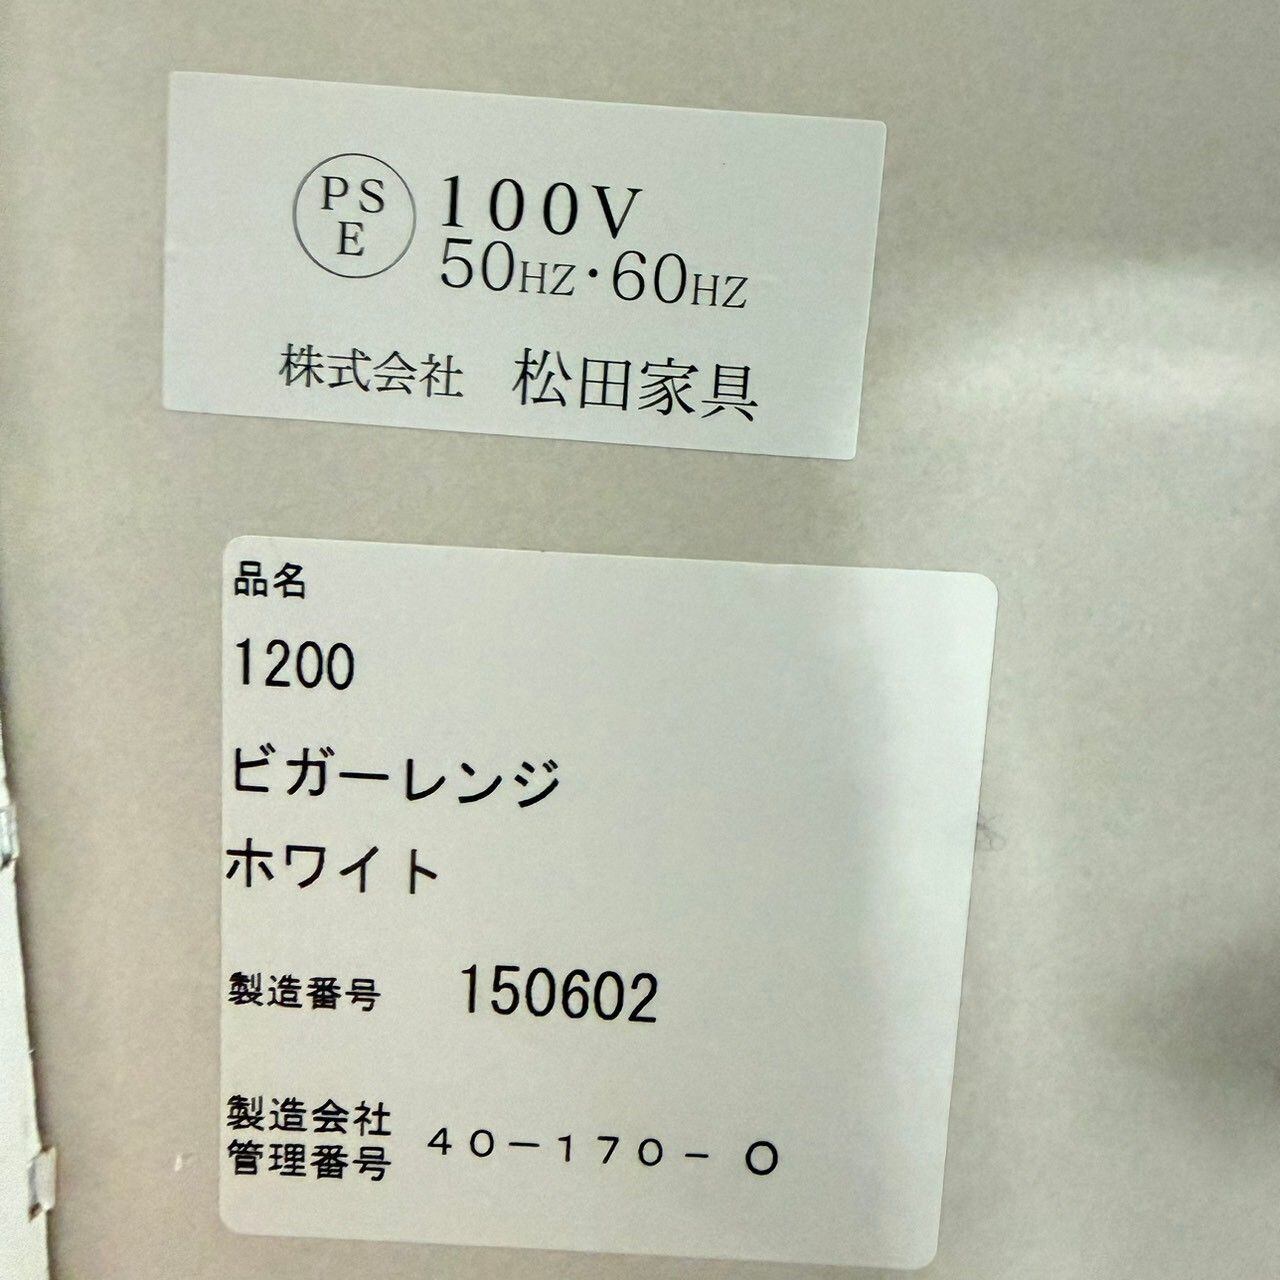 PS
E
100V
50HZ・60HZ
株式会社 松田家具
品名
1200
ビガーレンジ
ホワイト
製造番号 150602
製造会社
管理番号 40-170-O